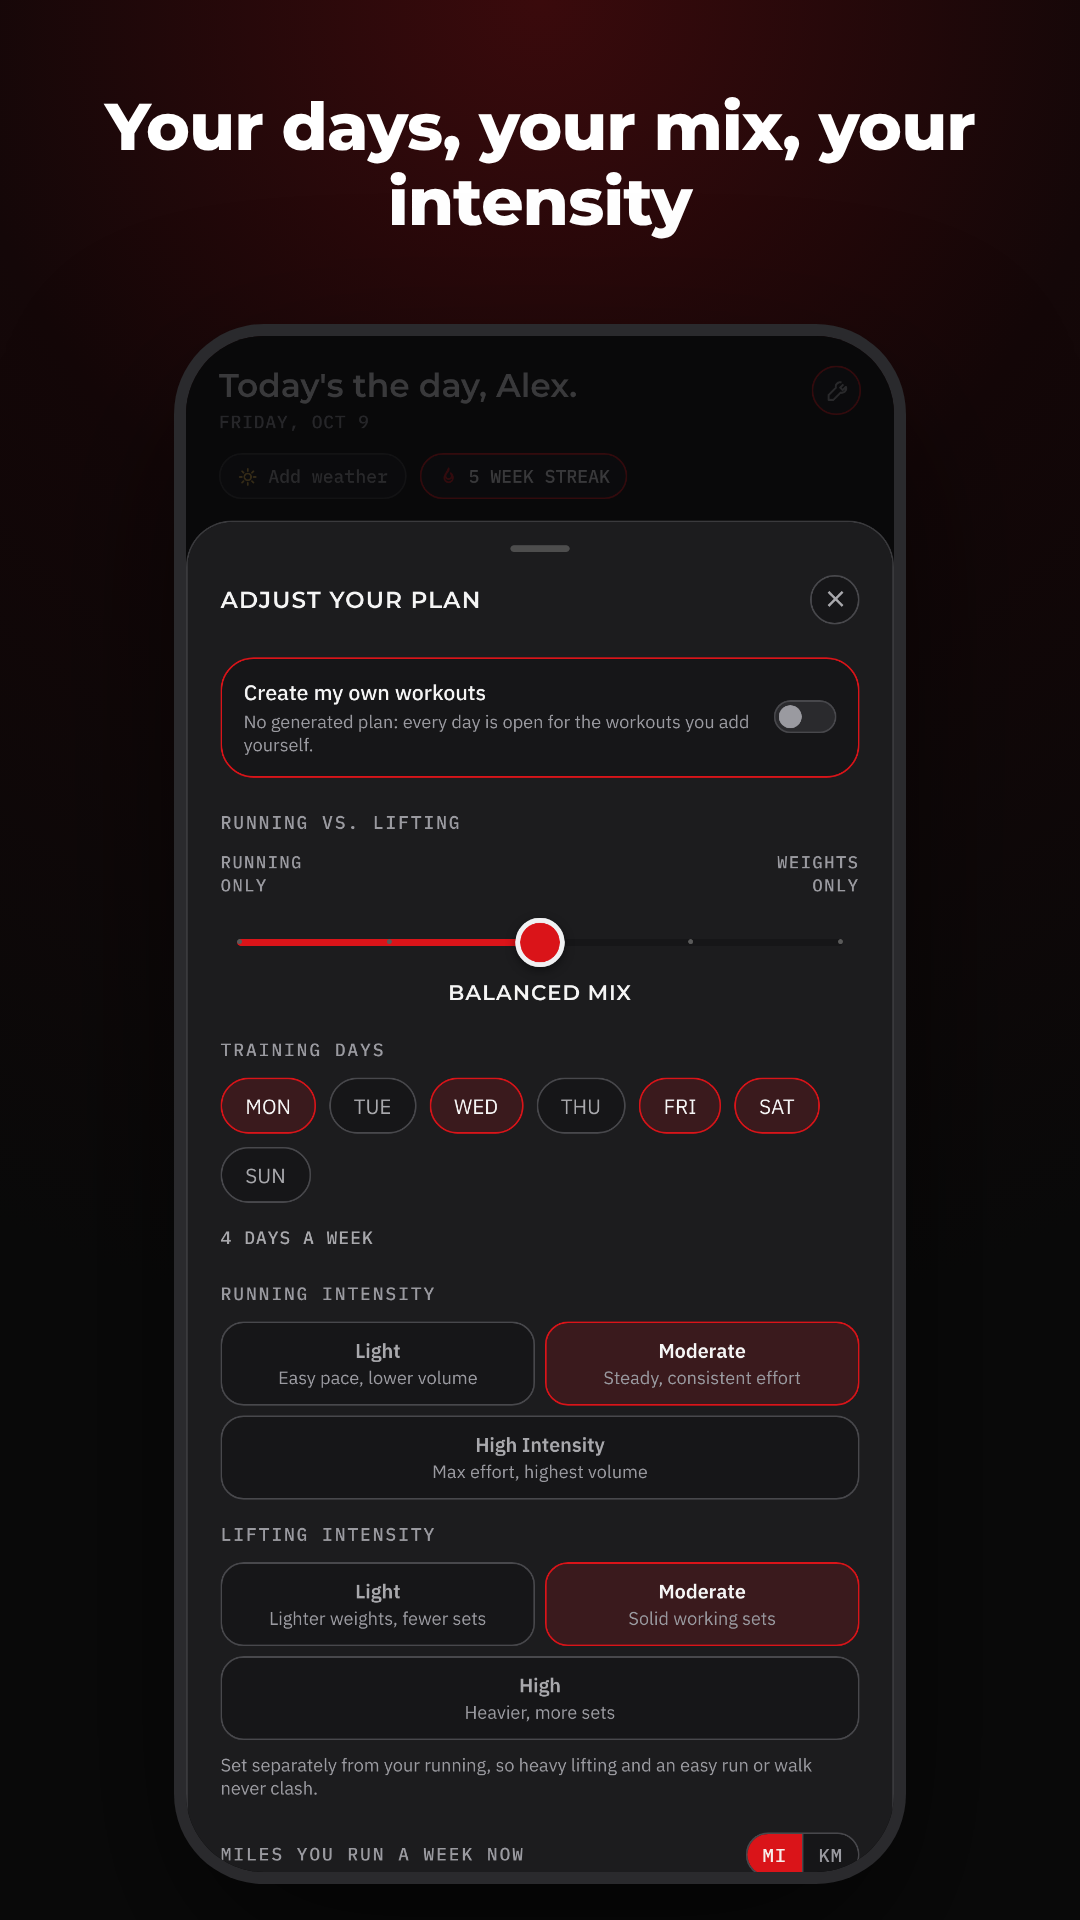 Your days, your mix, your
intensity
Today's the day, Alex.
FRIDAY, OCT 9
Add weather
5 WEEK STREAK
ADJUST YOUR PLAN
Create my own workouts
No generated plan: every day is open for the workouts you add
yourself.
RUNNING VS. LIFTING
RUNNING
ONLY
WEIGHTS
ONLY
BALANCED MIX
TRAINING DAYS
MON TUE WED THU FRI SAT
SUN
4 DAYS A WEEK
RUNNING INTENSITY
Light
Easy pace, lower volume
Moderate
Steady, consistent effort
High Intensity
Max effort, highest volume
LIFTING INTENSITY
Light
Lighter weights, fewer sets
Moderate
Solid working sets
High
Heavier, more sets
Set separately from your running, so heavy lifting and an easy run or walk
never clash.
MILES YOU RUN A WEEK NOW
MI KM